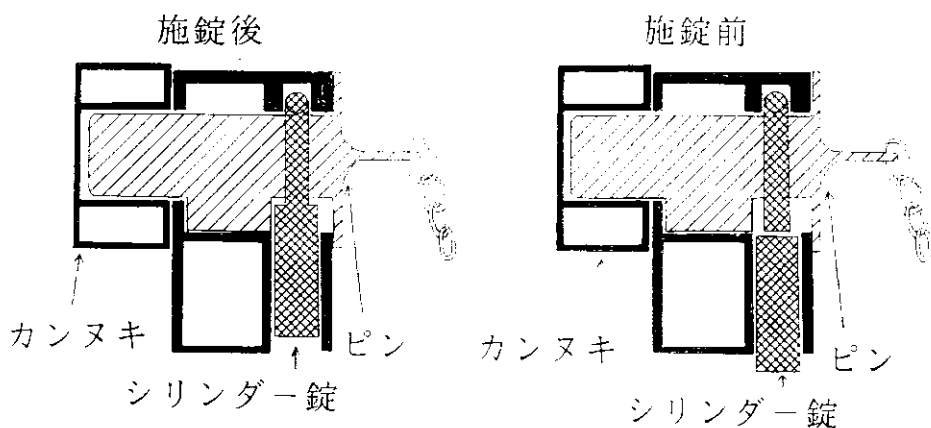 施錠後
施錠前
カンヌキ
ピン
シリンダー錠
カンヌキ
ピン
シリンダー錠